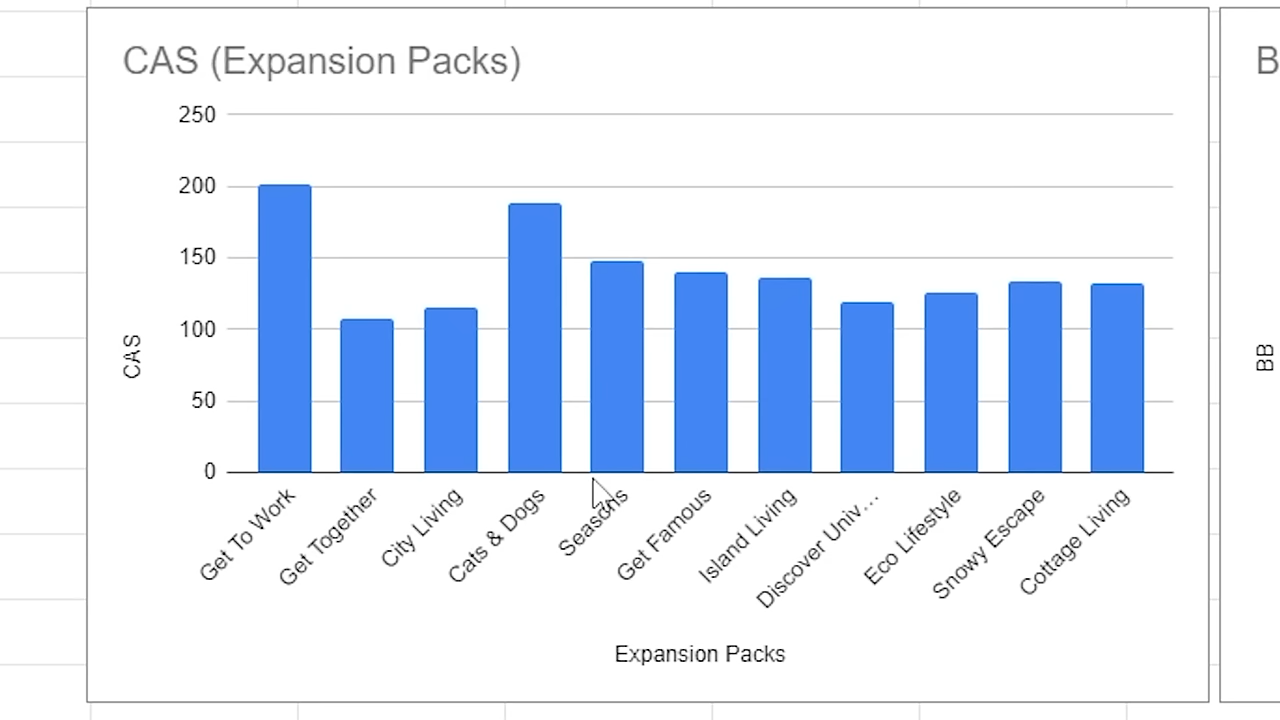 CAS (Expansion Packs)
250
200
150
100
50
0
CAS
Get To Work
Get Together
City Living
Cats & Dogs
Seasons
Get Famous
Island Living
Discover Univ...
Eco Lifestyle
Snowy Escape
Cottage Living
Expansion Packs
B
BB